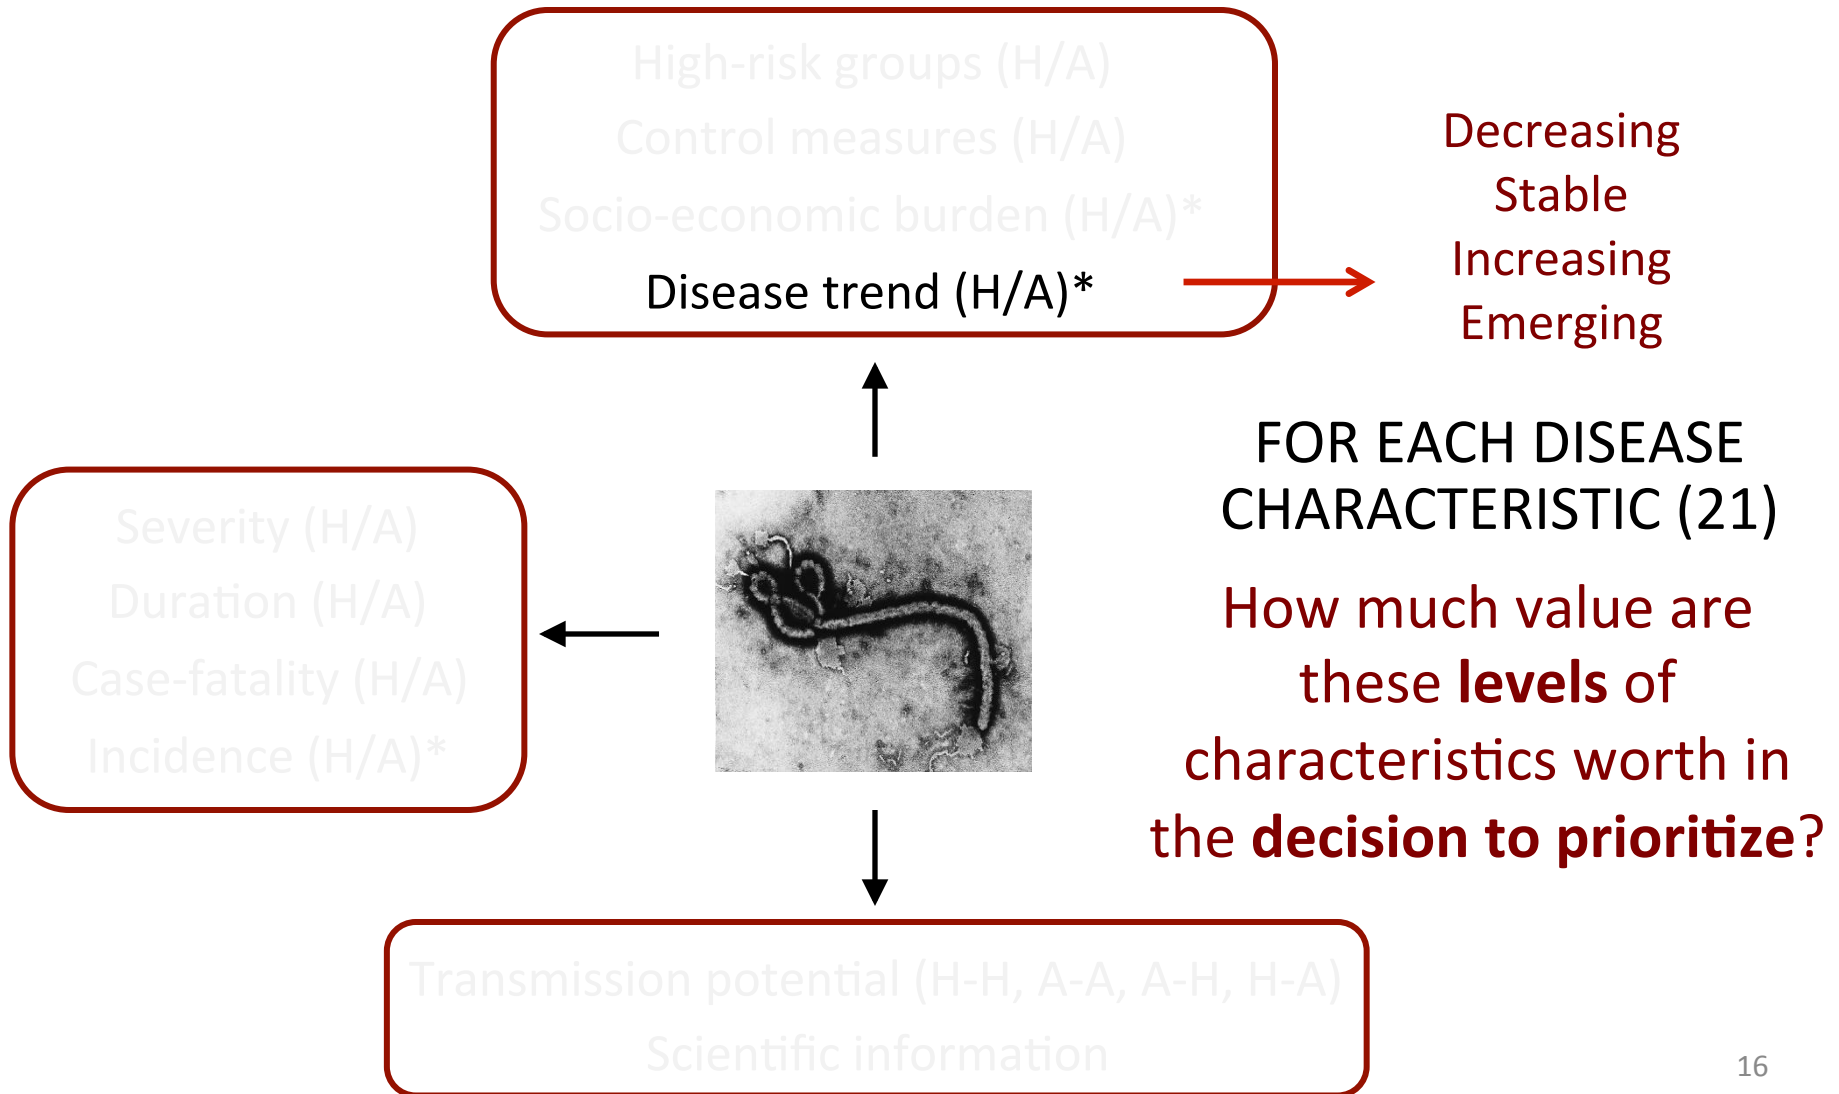 High-risk groups (H/A)
Control measures (H/A)
Socio-economic burden (H/A)*
Disease trend (H/A)*
Decreasing
Stable
Increasing
Emerging
FOR EACH DISEASE
CHARACTERISTIC (21)
How much value are
these levels of
characteristics worth in
the decision to prioritize?
Severity (H/A)
Duration (H/A)
Case-fatality (H/A)
Incidence (H/A)*
Transmission potential (H-H, A-A, A-H, H-A)
Scientific information
16